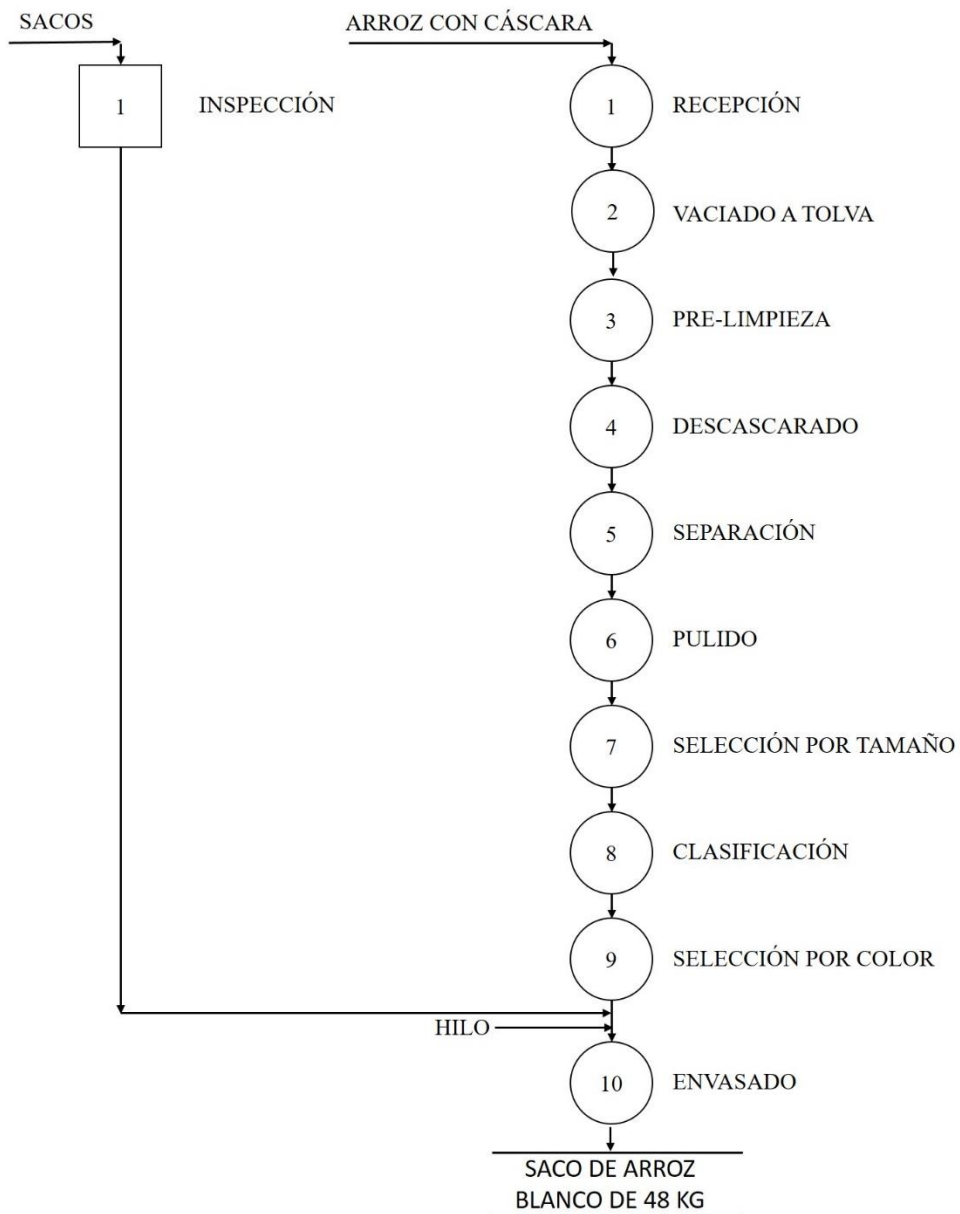 SACOS
ARROZ CON CÁSCARA
1
INSPECCIÓN
1
RECEPCIÓN
2
VACIADO A TOLVA
3
PRE-LIMPIEZA
4
DESCASCARADO
5
SEPARACIÓN
6
PULIDO
7
SELECCIÓN POR TAMAÑO
8
CLASIFICACIÓN
9
SELECCIÓN POR COLOR
HILO
10
ENVASADO
SACO DE ARROZ
BLANCO DE 48 KG